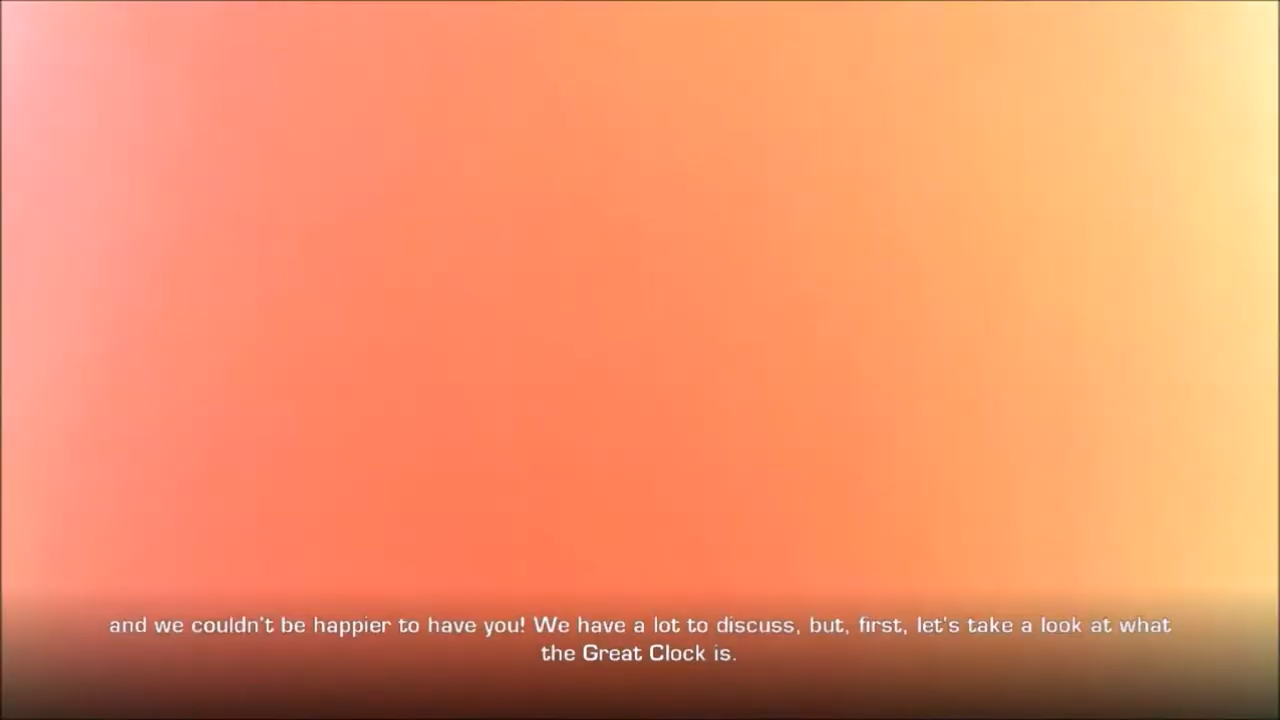 and we couldn't be happier to have you! We have a lot to discuss, but, first, let's take a look at what
the Great Clock is.